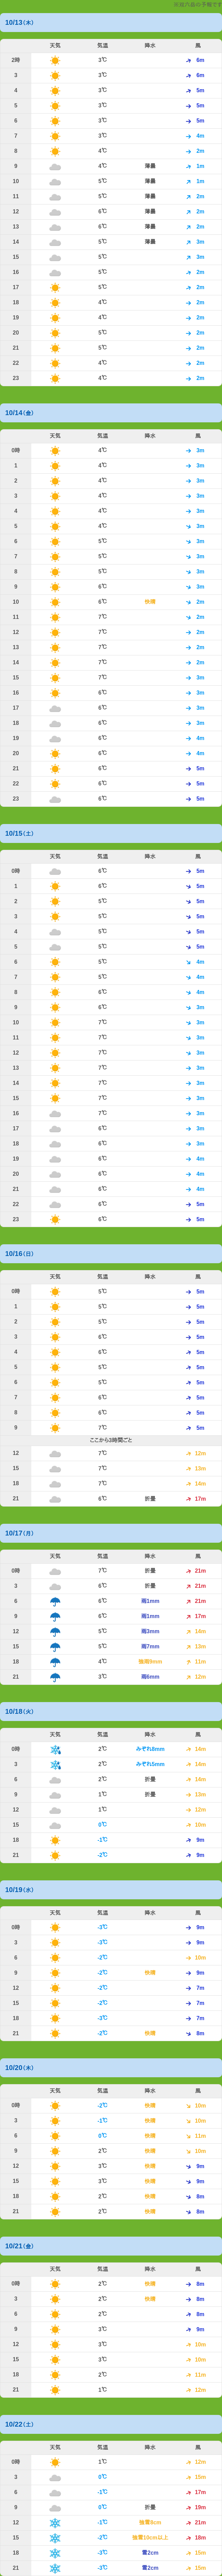 10/13(木)
天気 気温 降水 風
2時 3℃ 6m
3 3℃ 6m
4 3℃ 5m
5 3℃ 5m
6 3℃ 5m
7 3℃ 4m
8 4℃ 2m
9 4℃ 薄曇 1m
10 5℃ 薄曇 1m
11 5℃ 薄曇 2m
12 6℃ 薄曇 2m
13 6℃ 薄曇 2m
14 5℃ 薄曇 3m
15 5℃ 3m
16 5℃ 2m
17 5℃ 2m
18 4℃ 2m
19 4℃ 2m
20 5℃ 2m
21 5℃ 2m
22 4℃ 2m
23 4℃ 2m
10/14(金)
天気 気温 降水 風
0時 4℃ 3m
1 4℃ 3m
2 4℃ 3m
3 4℃ 3m
4 4℃ 3m
5 4℃ 3m
6 5℃ 3m
7 5℃ 3m
8 5℃ 3m
9 6℃ 3m
10 6℃ 快晴 2m
11 7℃ 2m
12 7℃ 2m
13 7℃ 2m
14 7℃ 2m
15 7℃ 3m
16 6℃ 3m
17 6℃ 3m
18 6℃ 3m
19 6℃ 4m
20 6℃ 4m
21 6℃ 5m
22 6℃ 5m
23 6℃ 5m
10/15(土)
天気 気温 降水 風
0時 6℃ 5m
1 6℃ 5m
2 5℃ 5m
3 5℃ 5m
4 5℃ 5m
5 5℃ 5m
6 5℃ 4m
7 5℃ 4m
8 6℃ 4m
9 6℃ 3m
10 7℃ 3m
11 7℃ 3m
12 7℃ 3m
13 7℃ 3m
14 7℃ 3m
15 7℃ 3m
16 7℃ 3m
17 6℃ 3m
18 6℃ 3m
19 6℃ 4m
20 6℃ 4m
21 6℃ 4m
22 6℃ 5m
23 6℃ 5m
10/16(日)
天気 気温 降水 風
0時 5℃ 5m
1 5℃ 5m
2 5℃ 5m
3 6℃ 5m
4 6℃ 5m
5 5℃ 5m
6 5℃ 5m
7 6℃ 5m
8 6℃ 5m
9 7℃ 5m
ここから3時間ごと
12 7℃ 12m
15 7℃ 13m
18 7℃ 14m
21 6℃ 折曇 17m
10/17(月)
天気 気温 降水 風
0時 7℃ 折曇 21m
3 6℃ 折曇 21m
6 6℃ 雨1mm 21m
9 6℃ 雨1mm 17m
12 5℃ 雨3mm 14m
15 5℃ 雨7mm 13m
18 4℃ 強雨9mm 11m
21 3℃ 雨6mm 12m
10/18(火)
天気 気温 降水 風
0時 2℃ みぞれ8mm 14m
3 2℃ みぞれ5mm 14m
6 2℃ 折曇 14m
9 1℃ 折曇 13m
12 1℃ 12m
15 0℃ 10m
18 -1℃ 9m
21 -2℃ 9m
10/19(水)
天気 気温 降水 風
0時 -3℃ 9m
3 -3℃ 9m
6 -2℃ 10m
9 -2℃ 快晴 9m
12 -2℃ 7m
15 -2℃ 7m
18 -3℃ 7m
21 -2℃ 快晴 8m
10/20(木)
天気 気温 降水 風
0時 -2℃ 快晴 10m
3 -1℃ 快晴 10m
6 0℃ 快晴 11m
9 2℃ 快晴 10m
12 3℃ 快晴 9m
15 3℃ 快晴 9m
18 2℃ 快晴 8m
21 2℃ 快晴 8m
10/21(金)
天気 気温 降水 風
0時 2℃ 快晴 8m
3 2℃ 快晴 8m
6 2℃ 8m
9 3℃ 9m
12 3℃ 10m
15 3℃ 10m
18 2℃ 11m
21 1℃ 12m
10/22(土)
天気 気温 降水 風
0時 1℃ 12m
3 0℃ 15m
6 -1℃ 17m
9 0℃ 折曇 19m
12 -1℃ 強雪8cm 21m
15 -2℃ 強雪10cm以上 18m
18 -3℃ 雪2cm 15m
21 -3℃ 雪2cm 15m